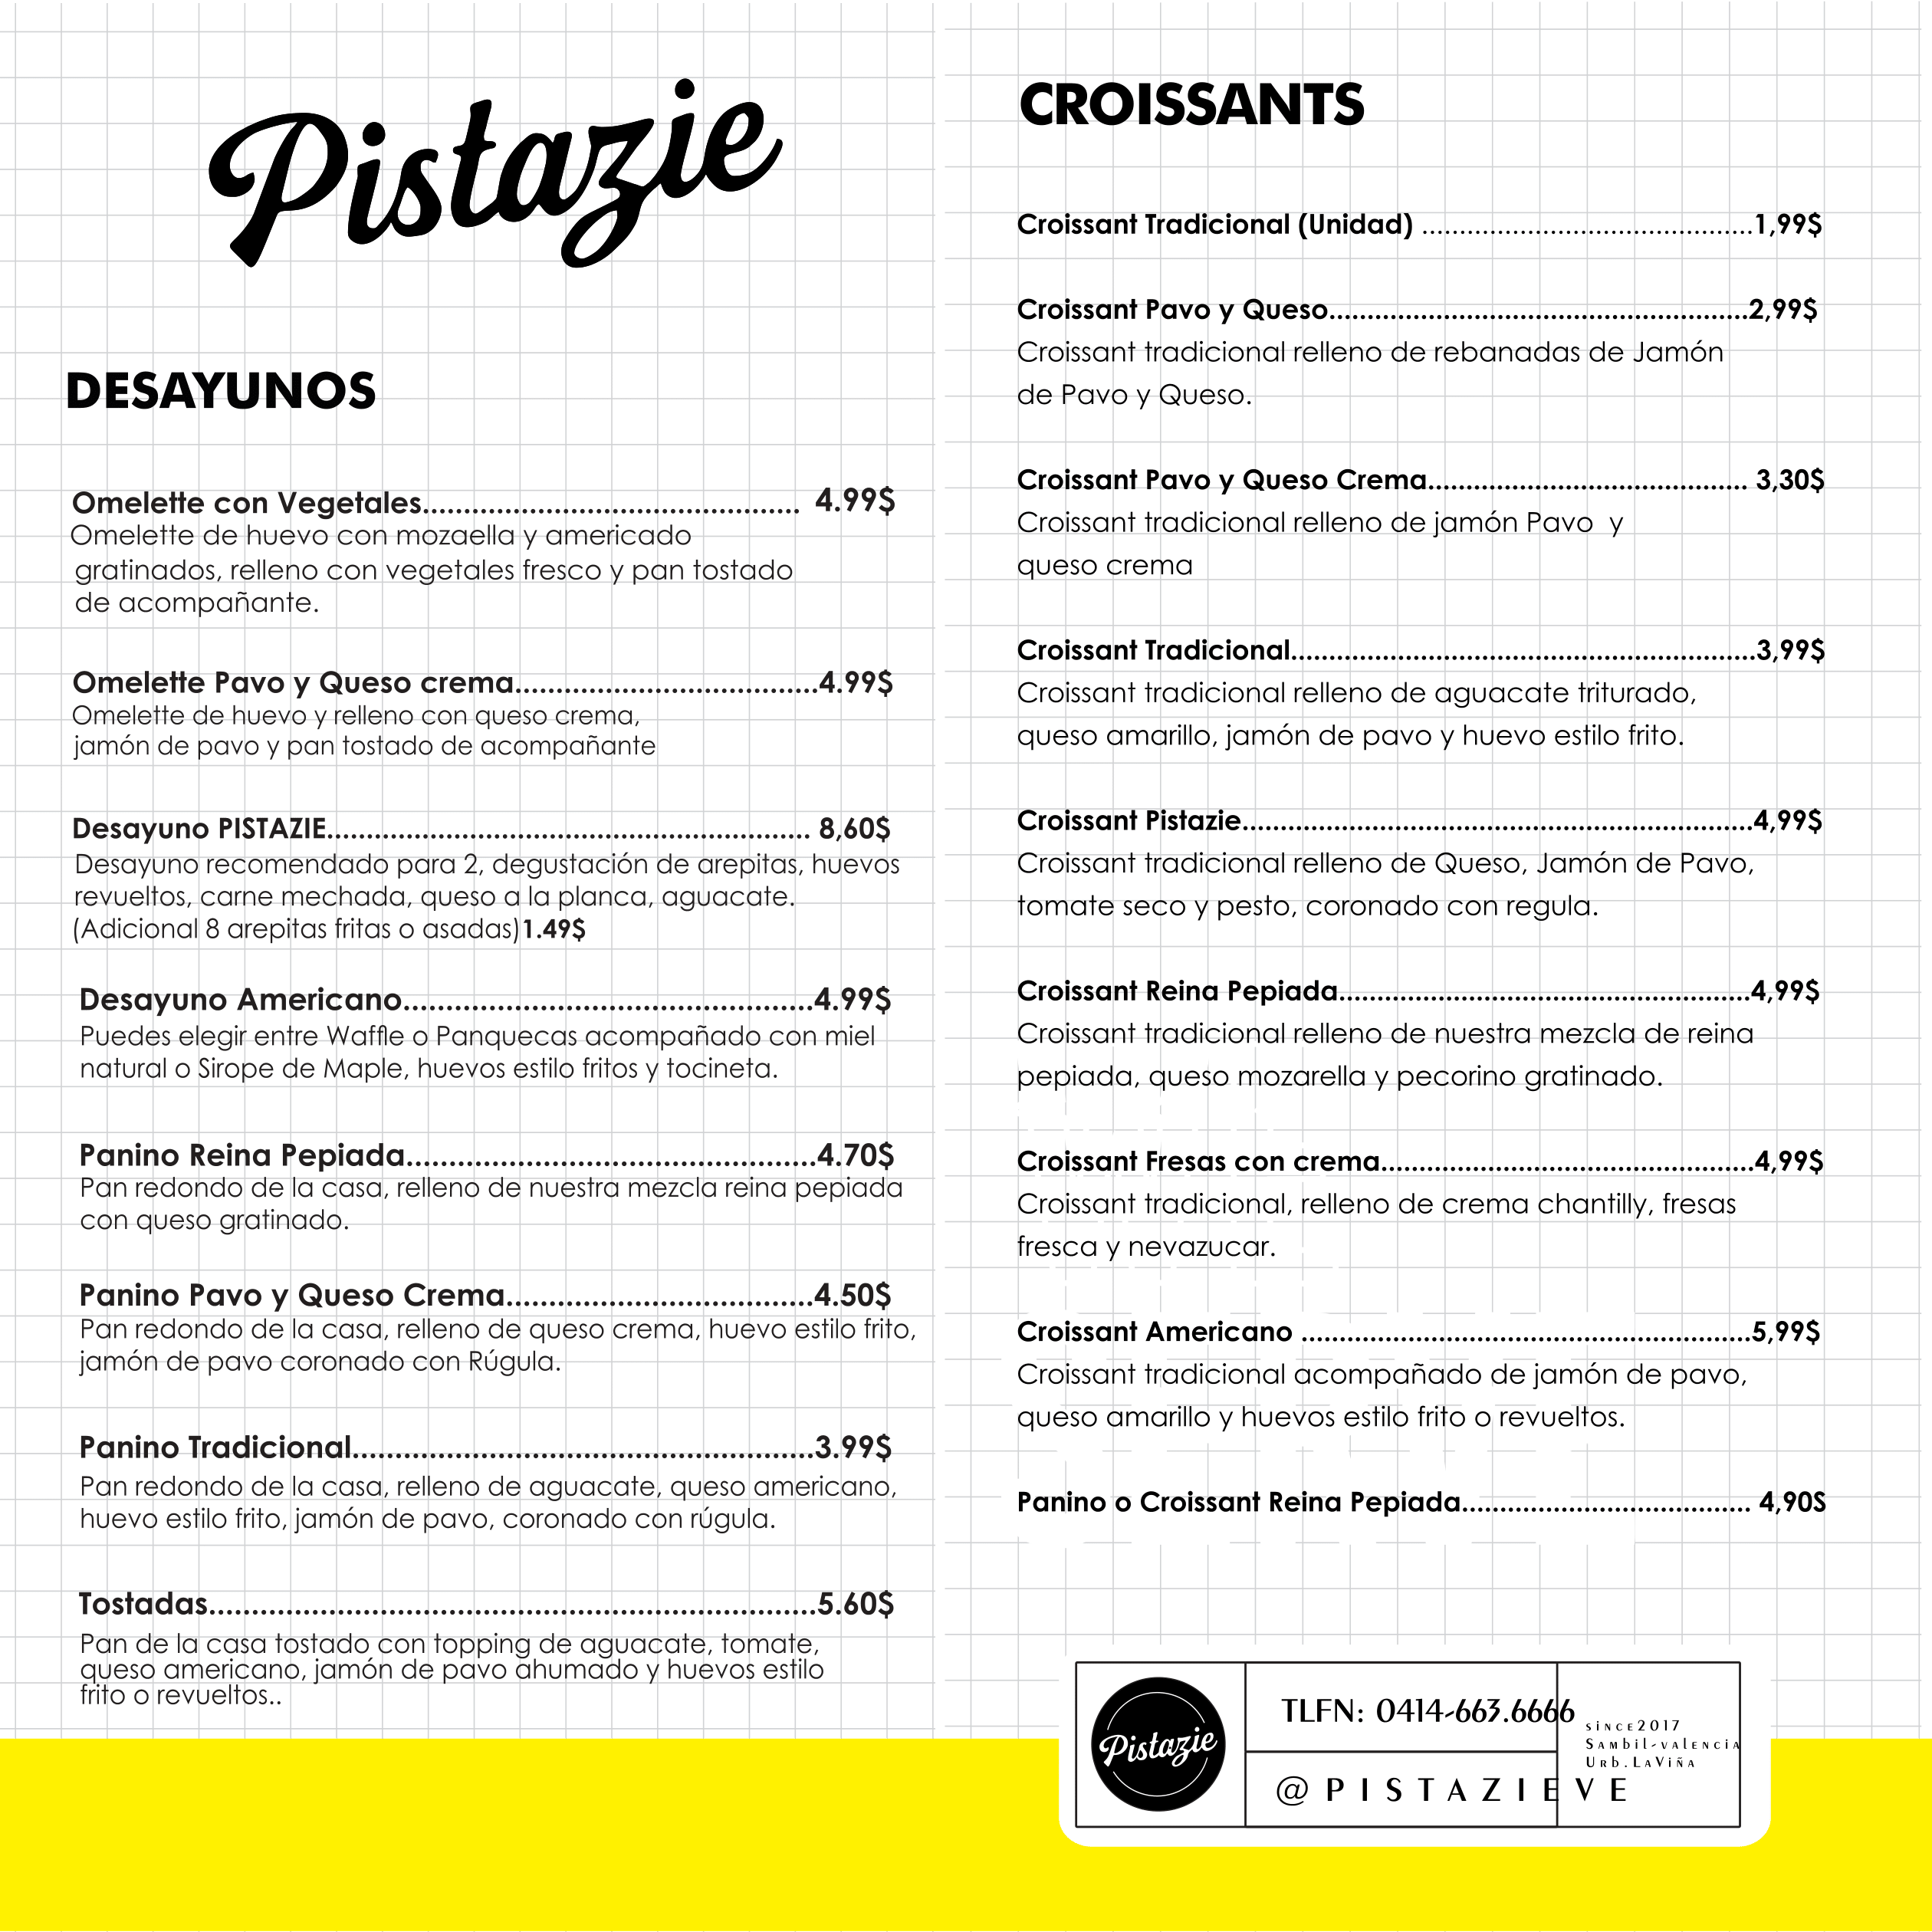 Pistazie
DESAYUNOS
Omelette con Vegetales............................................ 4.99$
Omelette de huevo con mozaella y americado
gratinados, relleno con vegetales fresco y pan tostado
de acompañante.
Omelette Pavo y Queso crema...................................4.99$
Omelette de huevo y relleno con queso crema,
jamón de pavo y pan tostado de acompañante
Desayuno PISTAZIE............................................................ 8,60$
Desayuno recomendado para 2, degustación de arepitas, huevos
revueltos, carne mechada, queso a la planca, aguacate.
(Adicional 8 arepitas fritas o asadas)1.49$
Desayuno Americano...............................................4.99$
Puedes elegir entre Waffle o Panquecas acompañado con miel
natural o Sirope de Maple, huevos estilo fritos y tocineta.
Panino Reina Pepiada...............................................4.70$
Pan redondo de la casa, relleno de nuestra mezcla reina pepiada
con queso gratinado.
Panino Pavo y Queso Crema...................................4.50$
Pan redondo de la casa, relleno de queso crema, huevo estilo frito,
jamón de pavo coronado con Rúgula.
Panino Tradicional.....................................................3.99$
Pan redondo de la casa, relleno de aguacate, queso americano,
huevo estilo frito, jamón de pavo, coronado con rúgula.
Tostadas......................................................................5.60$
Pan de la casa tostado con topping de aguacate, tomate,
queso americano, jamón de pavo ahumado y huevos estilo
frito o revueltos..
CROISSANTS
Croissant Tradicional (Unidad) ...........................................1,99$
Croissant Pavo y Queso......................................................2,99$
Croissant tradicional relleno de rebanadas de Jamón
de Pavo y Queso.
Croissant Pavo y Queso Crema......................................... 3,30$
Croissant tradicional relleno de jamón Pavo y
queso crema
Croissant Tradicional............................................................3,99$
Croissant tradicional relleno de aguacate triturado,
queso amarillo, jamón de pavo y huevo estilo frito.
Croissant Pistazie..................................................................4,99$
Croissant tradicional relleno de Queso, Jamón de Pavo,
tomate seco y pesto, coronado con regula.
Croissant Reina Pepiada.....................................................4,99$
Croissant tradicional relleno de nuestra mezcla de reina
pepiada, queso mozarella y pecorino gratinado.
Croissant Fresas con crema................................................4,99$
Croissant tradicional, relleno de crema chantilly, fresas
fresca y nevazucar.
Croissant Americano ..........................................................5,99$
Croissant tradicional acompañado de jamón de pavo,
queso amarillo y huevos estilo frito o revueltos.
Panino o Croissant Reina Pepiada..................................... 4,90S
Pistazie
TLFN: 0414-663.6666
@PISTAZIEVE
since2017
Sambil-valencia
Urb.LaViña